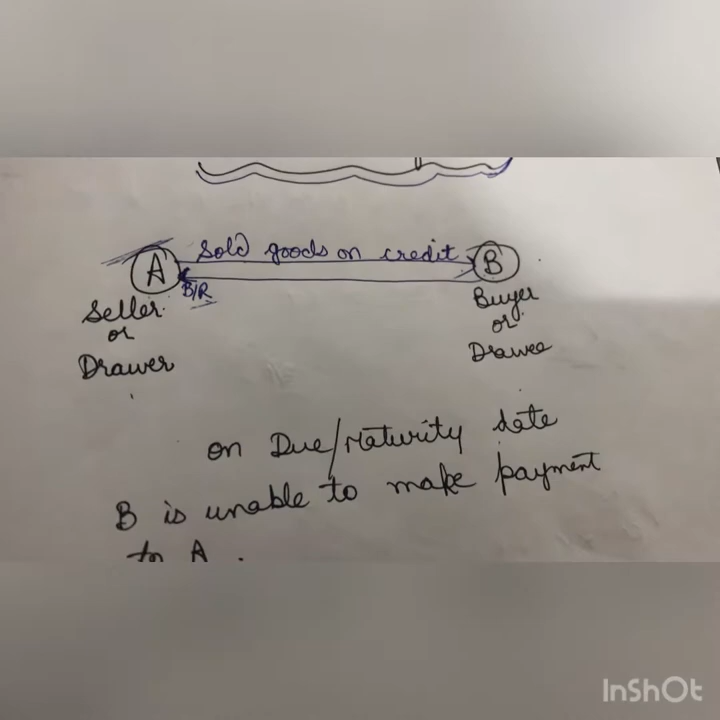 Sold goods on credit
A
B
B/R
Seller
or
Drawer
Buyer
or
Drawee
on Due/Maturity date
B is unable to make payment
to A.
InShOt